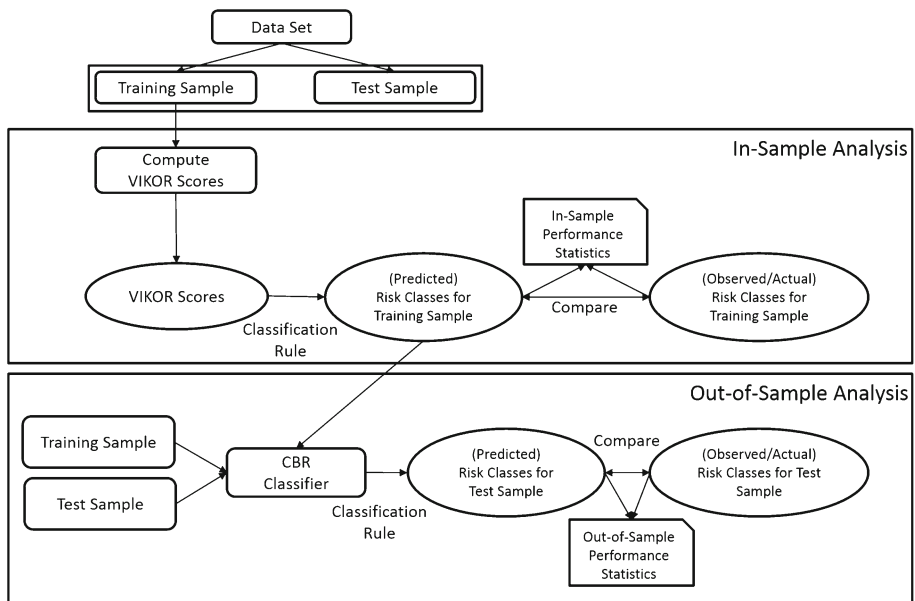 Data Set
Training Sample
Test Sample
In-Sample Analysis
Compute
VIKOR Scores
In-Sample
Performance
Statistics
VIKOR Scores
Classification
Rule
(Predicted)
Risk Classes for
Training Sample
Compare
(Observed/Actual)
Risk Classes for
Training Sample
Out-of-Sample Analysis
Training Sample
Test Sample
CBR
Classifier
Classification
Rule
(Predicted)
Risk Classes for
Test Sample
Compare
(Observed/Actual)
Risk Classes for Test
Sample
Out-of-Sample
Performance
Statistics